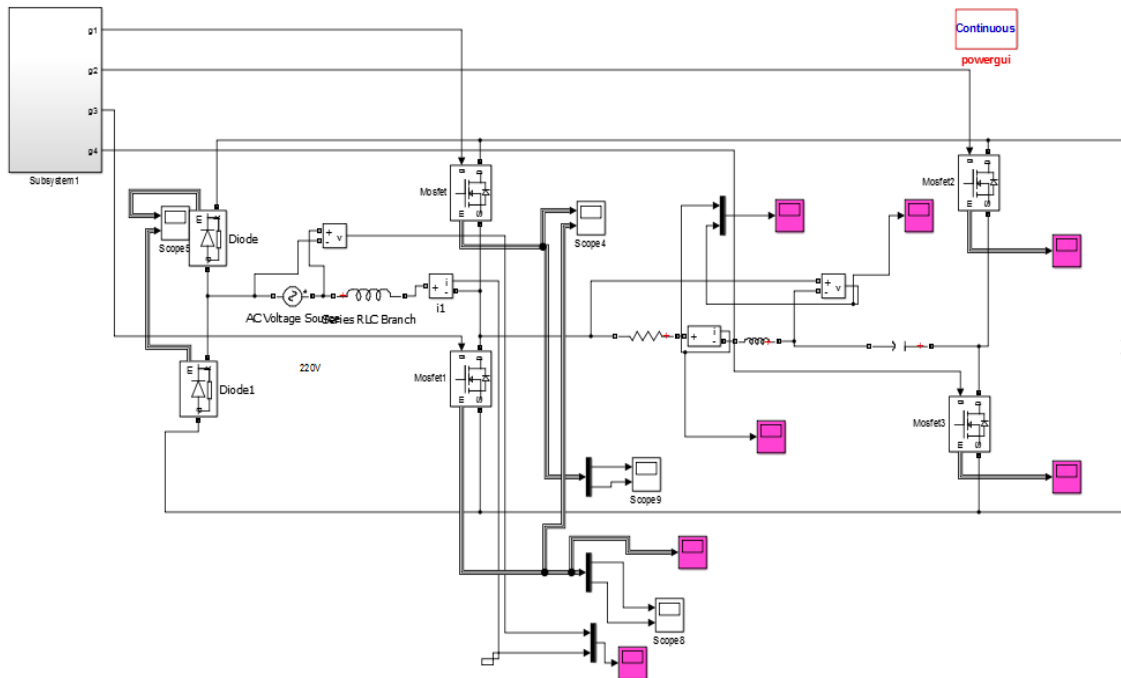 Continuous
powergui
g1
g2
g3
g4
Subsystem1
Mosfet
Mosfet2
m
Diode
Scope5
Scope4
+
-
v
AC Voltage Source
Series RLC Branch
+
-
i
i1
+
-
v
+
-
i
220V
Mosfet1
m
Diode1
Mosfet3
Scope9
Scope8